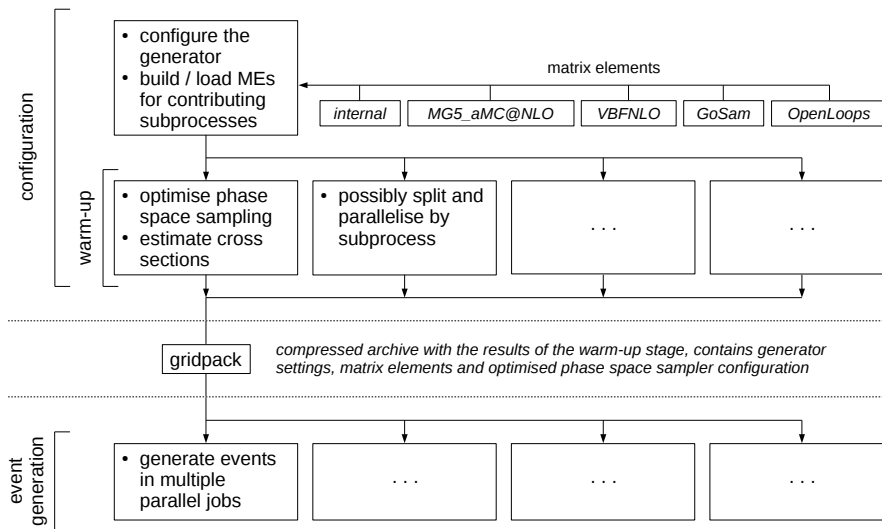 • configure the
generator
• build / load MEs
for contributing
subprocesses
matrix elements
internal
MG5_aMC@NLO
VBFNLO
GoSam
OpenLoops
configuration
warm-up
• optimise phase
space sampling
• estimate cross
sections
• possibly split and
parallelise by
subprocess
. . .
. . .
gridpack
compressed archive with the results of the warm-up stage, contains generator
settings, matrix elements and optimised phase space sampler configuration
event
generation
• generate events
in multiple
parallel jobs
. . .
. . .
. . .